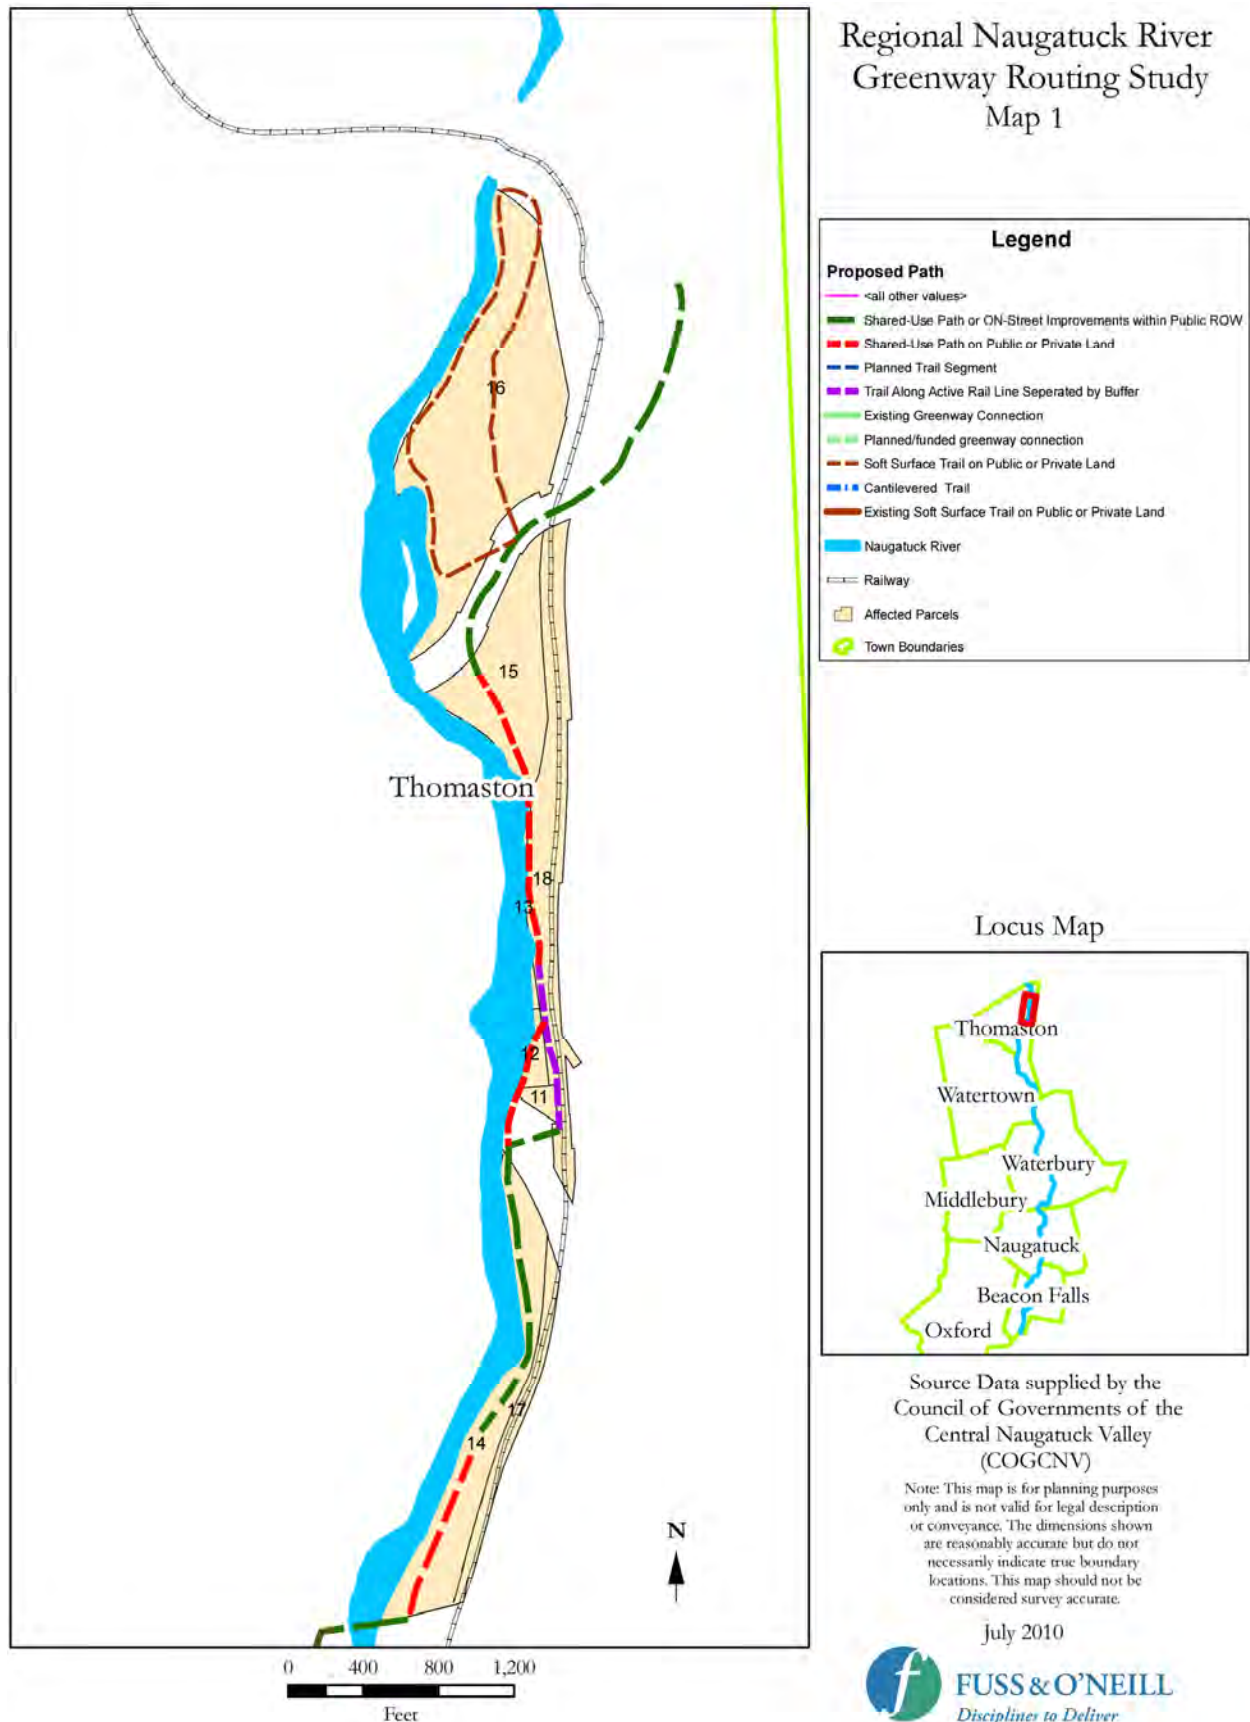 Regional Naugatuck River
Greenway Routing Study
Map 1
Legend
Proposed Path
<all other values>
Shared-Use Path or ON-Street Improvements within Public ROW
Shared-Use Path on Public or Private Land
Planned Trail Segment
Trail Along Active Rail Line Seperated by Buffer
Existing Greenway Connection
Planned/funded greenway connection
Soft Surface Trail on Public or Private Land
Cantilevered Trail
Existing Soft Surface Trail on Public or Private Land
Naugatuck River
Railway
Affected Parcels
Town Boundaries
16
15
Thomaston
18
13
12
11
17
14
N
0 400 800 1,200
Feet
Locus Map
Thomaston
Watertown
Waterbury
Middlebury
Naugatuck
Beacon Falls
Oxford
Source Data supplied by the
Council of Governments of the
Central Naugatuck Valley
(COGCNV)
Note: This map is for planning purposes
only and is not valid for legal description
or conveyance. The dimensions shown
are reasonably accurate but do not
necessarily indicate true boundary
locations. This map should not be
considered survey accurate.
July 2010
f
FUSS & O'NEILL
Disciplines to Deliver